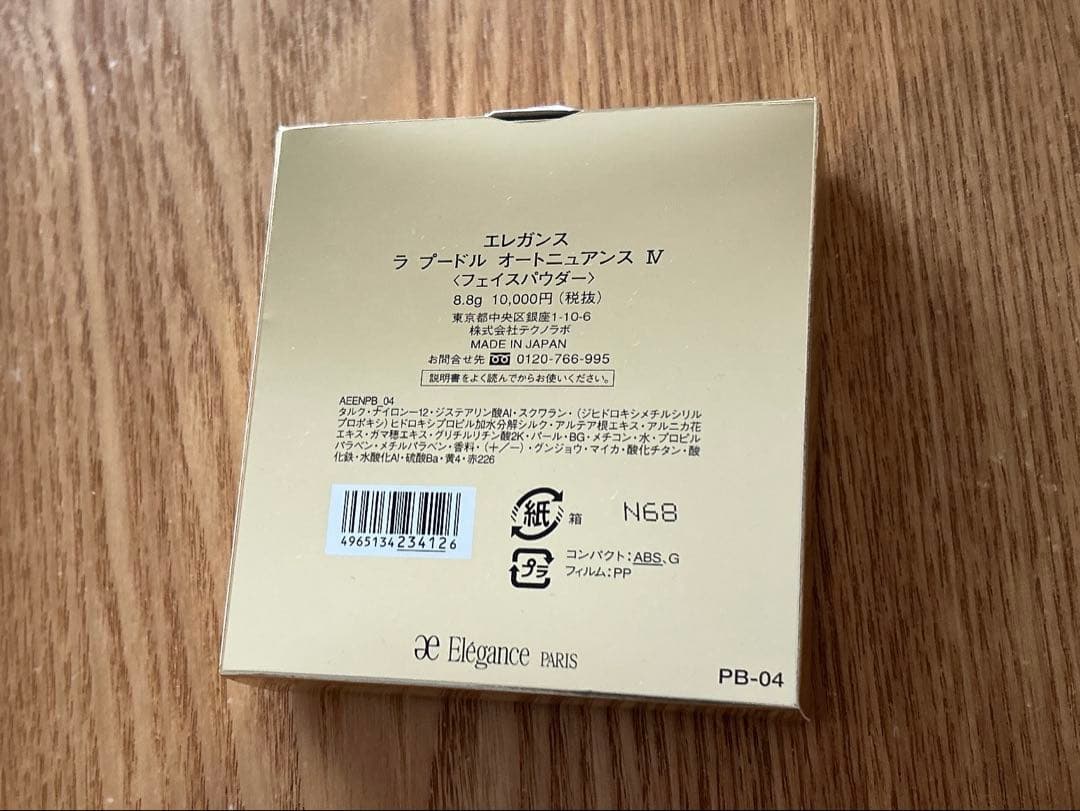 エレガンス
ラ プードル オートニュアンス Ⅳ
〈フェイスパウダー〉
8.8g 10,000円(税抜)
東京都中央区銀座1-10-6
株式会社テクノラボ
MADE IN JAPAN
お問合せ先 0120-766-995
説明書をよく読んでからお使いください。
AEENPB_04
タルク・ナイロン-12・ジステアリン酸Al・スクワラン・(ジヒドロキシメチルシリル
プロポキシ)ヒドロキシプロピル加水分解シルク・アルテア根エキス・アルニカ花
エキス・ガマ穂エキス・グリチルリチン酸2K・パール・BG・メチコン・水・プロピル
パラベン・メチルパラベン・香料・(+/-)・グンジョウ・マイカ・酸化チタン・酸
化鉄・水酸化Al・硫酸Ba・黄4・赤226
4965134234126
紙 箱 N68
プラ コンパクト:ABS、G
フィルム:PP
ae Elégance PARIS
PB-04